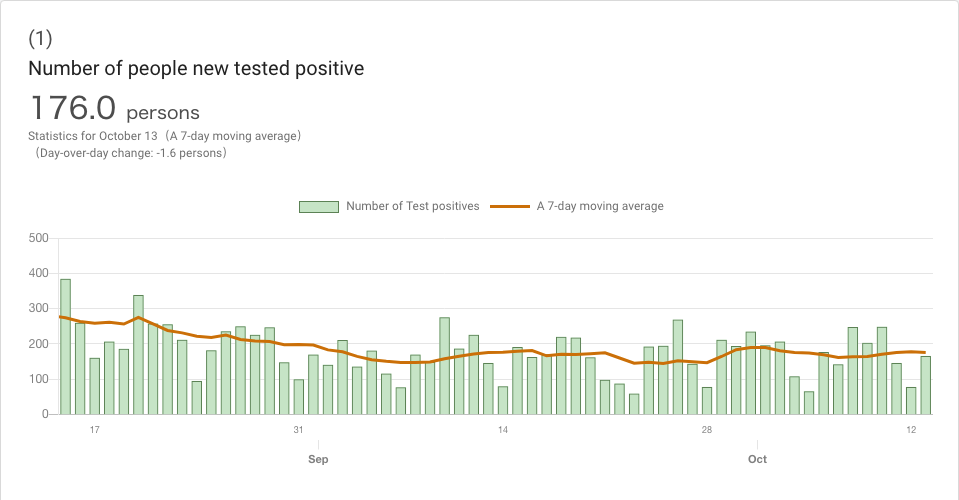 (1)
Number of people new tested positive
176.0 persons
Statistics for October 13（A 7-day moving average）
（Day-over-day change: -1.6 persons）
Number of Test positives A 7-day moving average
500
400
300
200
100
0
17 31 14 28 12
Sep Oct